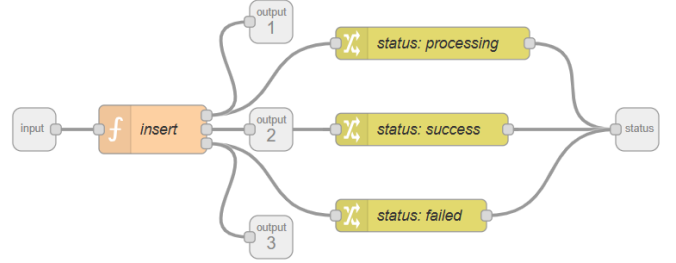 output
1
status: processing
input
insert
output
2
status: success
status
status: failed
output
3